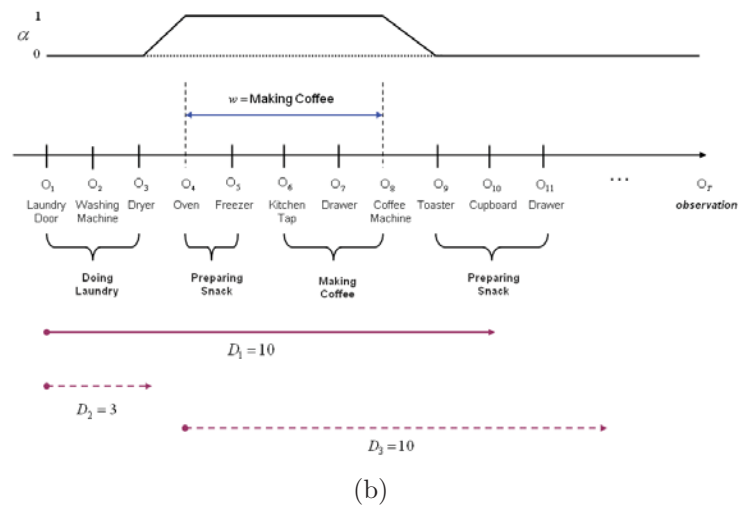 1
α
0
w = Making Coffee
O1 O2 O3 O4 O5 O6 O7 O8 O9 O10 O11 ... OT
Laundry Washing Dryer Oven Freezer Kitchen Drawer Coffee Toaster Cupboard Drawer observation
Door Machine Tap Machine
Doing Preparing Making Preparing
Laundry Snack Coffee Snack
D1 = 10
D2 = 3
D3 = 10
(b)